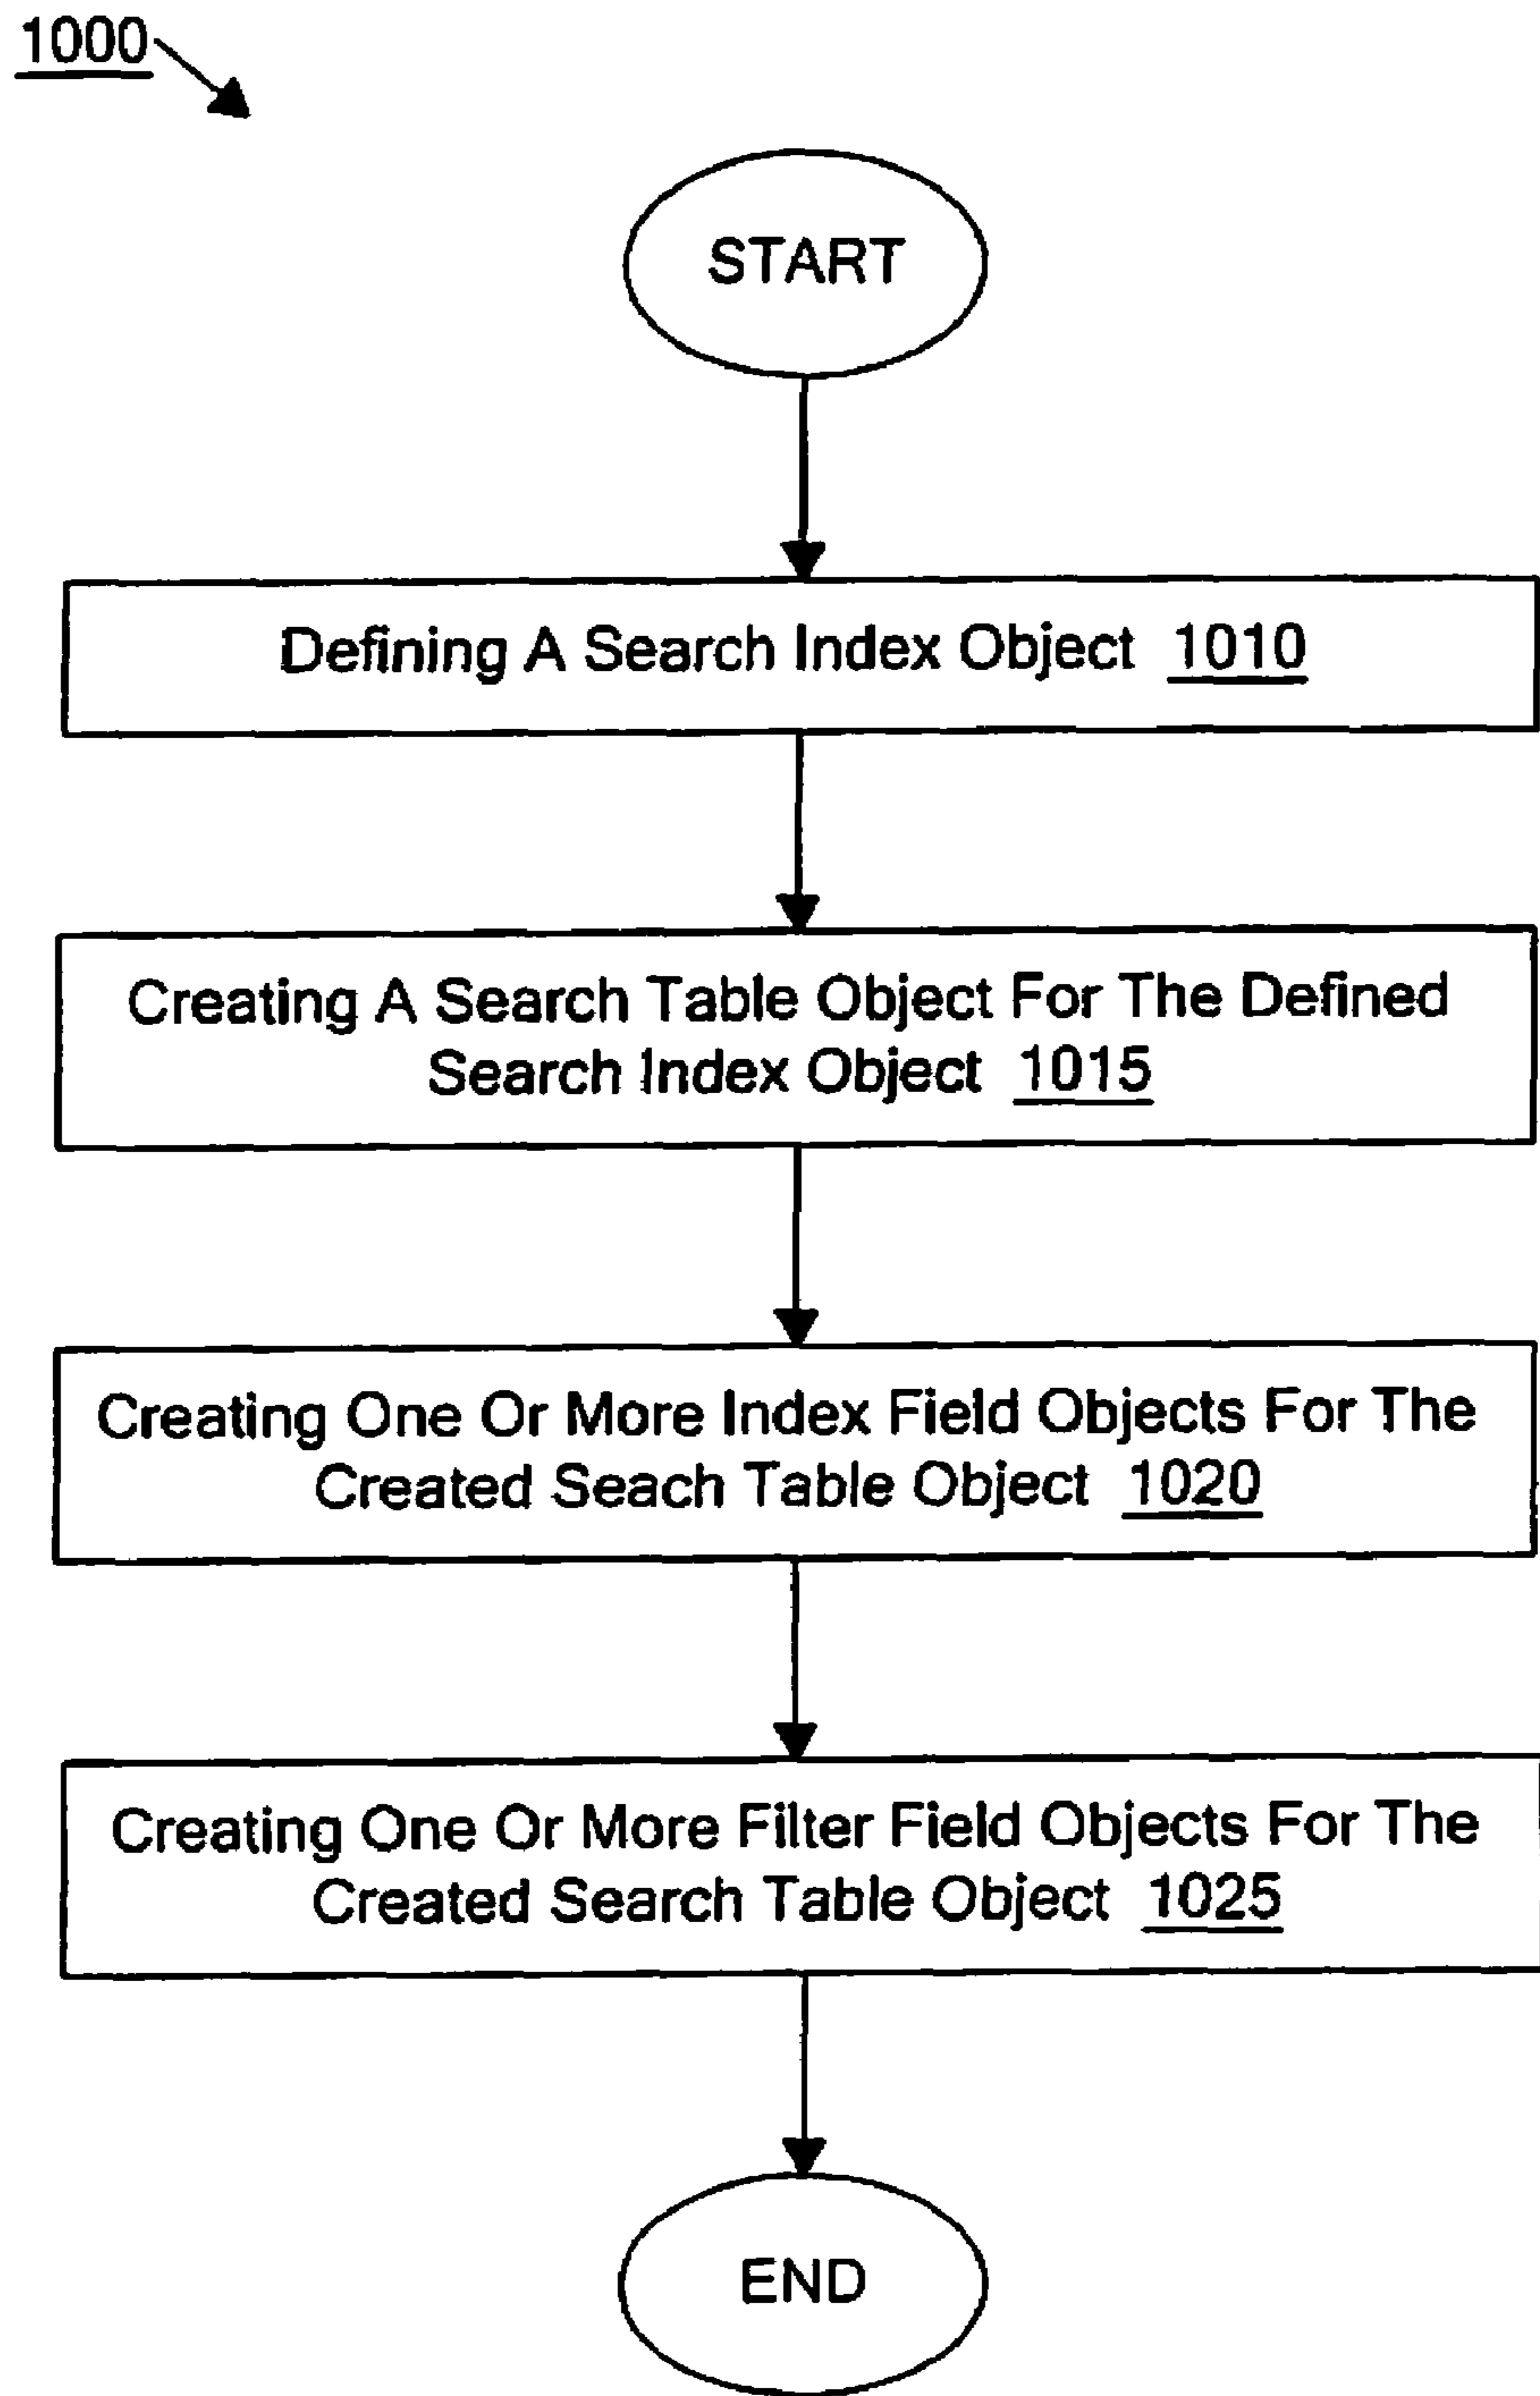 1000
START
Defining A Search Index Object 1010
Creating A Search Table Object For The Defined
Search Index Object 1015
Creating One Or More Index Field Objects For The
Created Seach Table Object 1020
Creating One Or More Filter Field Objects For The
Created Search Table Object 1025
END